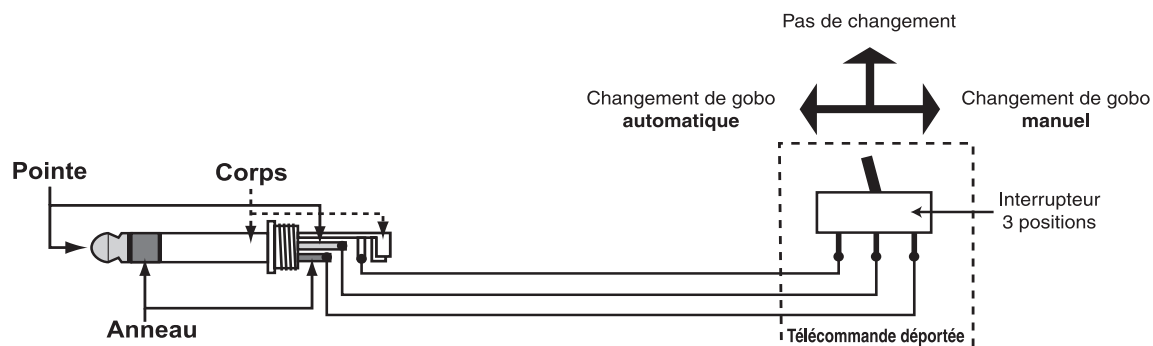 Pas de changement
Changement de gobo
automatique
Changement de gobo
manuel
Pointe
Corps
Interrupteur
3 positions
Anneau
Télécommande déportée